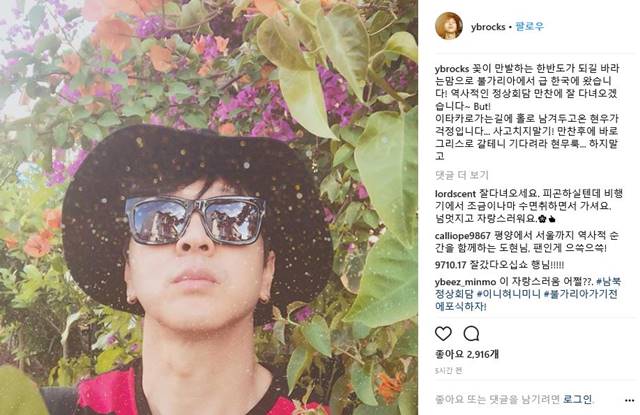 ybrocks • 팔로우
ybrocks 꽃이 만발하는 한반도가 되길 바라
는맘으로 불가리아에서 급 한국에 왔습니
다! 역사적인 정상회담 만찬에 잘 다녀오겠
습니다~ But!
이타카로가는길에 홀로 남겨두고온 현우가
걱정입니다... 사고치지말기! 만찬후에 바로
그리스로 갈테니 기다려라 현무룩... 하지말
고
댓글 더 보기
lordscent 잘다녀오세요. 피곤하실텐데 비행
기에서 조금이나마 수면취하면서 가셔요.
넘멋지고 자랑스러워요.
calliope9867 평양에서 서울까지 역사적 순
간을 함께하는 도현님, 팬인게 으쓱으쓱!
9710.17 잘갔다오십쇼 행님!!!!!
ybeez_minmo 이 자랑스러움 어쩔??, #남북
정상회담 #이니혀니미니 #불가리아가기전
에포식하자!
좋아요 2,916개
5시간 전
좋아요 또는 댓글을 남기려면 로그인.